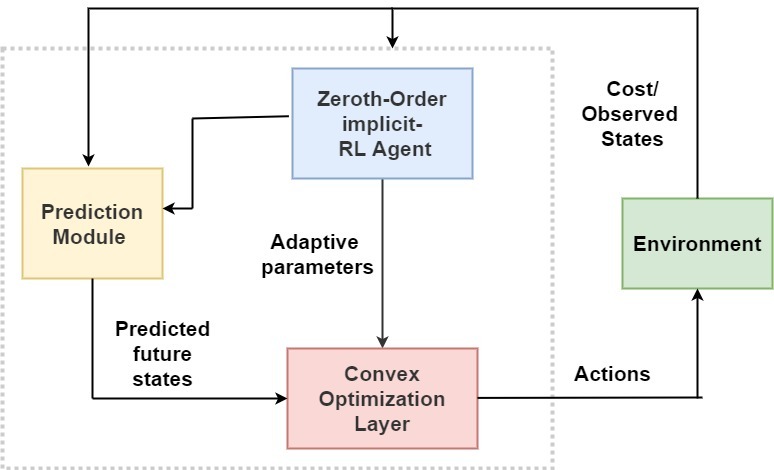 Zeroth-Order
implicit-
RL Agent
Cost/
Observed
States
Prediction
Module
Environment
Adaptive
parameters
Predicted
future
states
Convex
Optimization
Layer
Actions